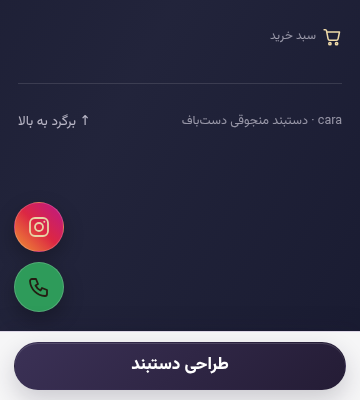 سبد خرید
cara · دستبند منجوقی دست‌باف
↑ برگرد به بالا
طراحی دستبند